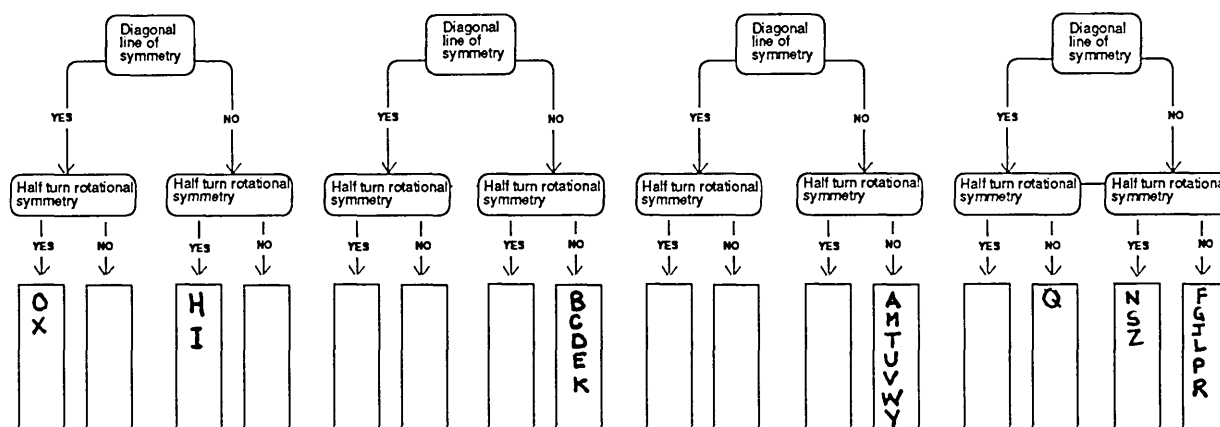 Diagonal
line of
symmetry
Diagonal
line of
symmetry
Diagonal
line of
symmetry
Diagonal
line of
symmetry
YES NO YES NO YES NO YES NO
Half turn rotational
symmetry
Half turn rotational
symmetry
Half turn rotational
symmetry
Half turn rotational
symmetry
Half turn rotational
symmetry
Half turn rotational
symmetry
Half turn rotational
symmetry
Half turn rotational
symmetry
YES NO YES NO YES NO YES NO YES NO YES NO YES NO YES NO
O
X
H
I
B
C
D
E
K
A
M
T
U
V
W
Y
Q
N
S
Z
F
G
J
L
P
R